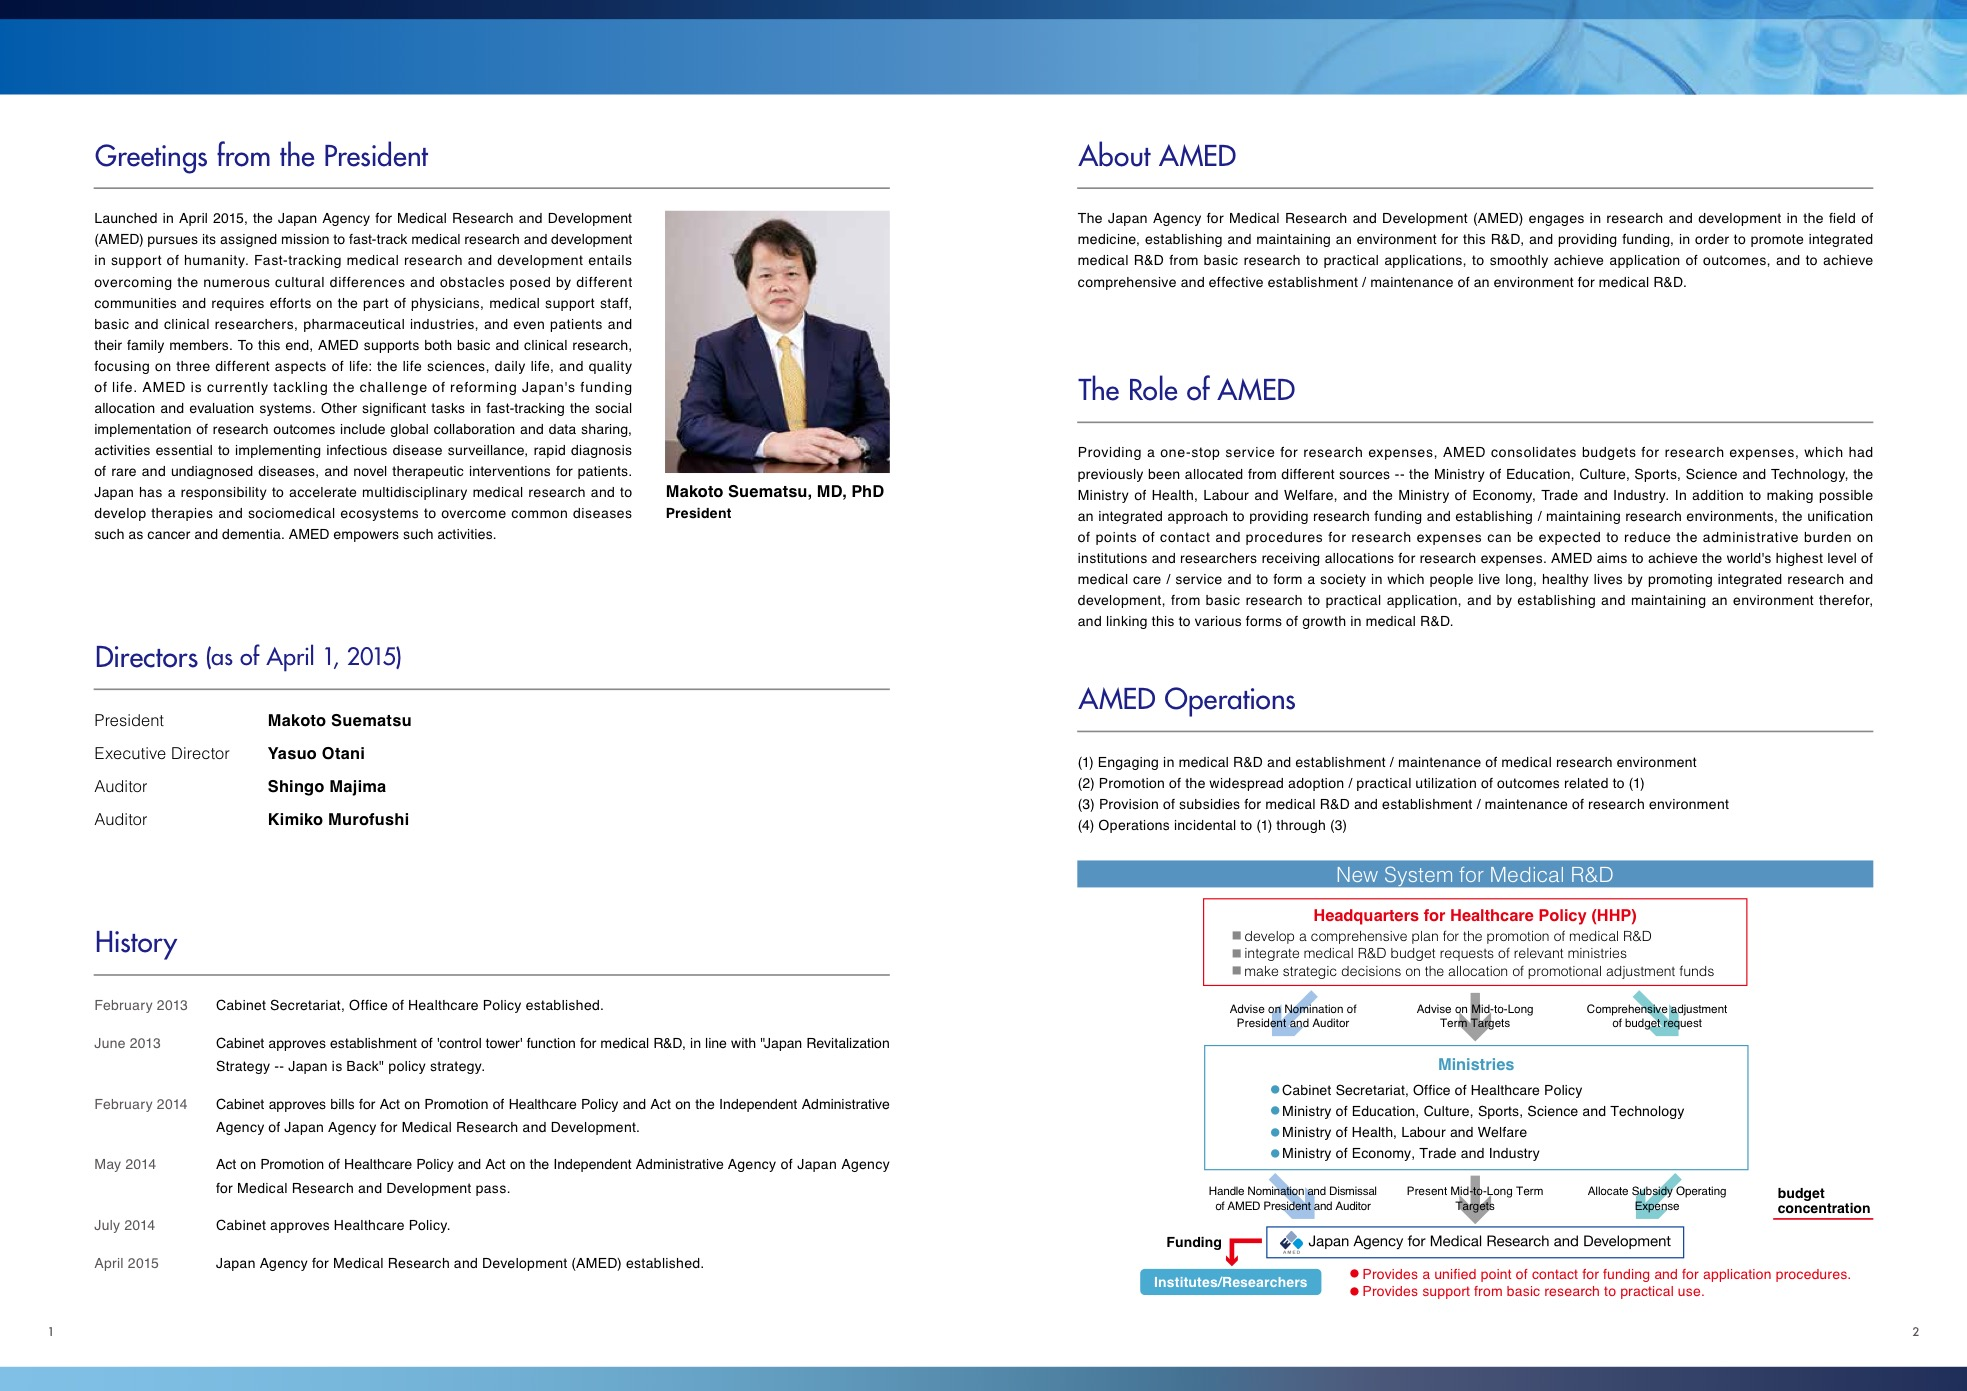 Greetings from the President
Launched in April 2015, the Japan Agency for Medical Research and Development
(AMED) pursues its assigned mission to fast-track medical research and development
in support of humanity. Fast-tracking medical research and development entails
overcoming the numerous cultural differences and obstacles posed by different
communities and requires efforts on the part of physicians, medical support staff,
basic and clinical researchers, pharmaceutical industries, and even patients and
their family members. To this end, AMED supports both basic and clinical research,
focusing on three different aspects of life: the life sciences, daily life, and quality
of life. AMED is currently tackling the challenge of reforming Japan's funding
allocation and evaluation systems. Other significant tasks in fast-tracking the social
implementation of research outcomes include global collaboration and data sharing,
activities essential to implementing infectious disease surveillance, rapid diagnosis
of rare and undiagnosed diseases, and novel therapeutic interventions for patients.
Japan has a responsibility to accelerate multidisciplinary medical research and to
develop therapies and sociomedical ecosystems to overcome common diseases
such as cancer and dementia. AMED empowers such activities.
Makoto Suematsu, MD, PhD
President
Directors (as of April 1, 2015)
President Makoto Suematsu
Executive Director Yasuo Otani
Auditor Shingo Majima
Auditor Kimiko Murofushi
History
February 2013 Cabinet Secretariat, Office of Healthcare Policy established.
June 2013 Cabinet approves establishment of 'control tower' function for medical R&D, in line with "Japan Revitalization
Strategy -- Japan is Back" policy strategy.
February 2014 Cabinet approves bills for Act on Promotion of Healthcare Policy and Act on the Independent Administrative
Agency of Japan Agency for Medical Research and Development.
May 2014 Act on Promotion of Healthcare Policy and Act on the Independent Administrative Agency of Japan Agency
for Medical Research and Development pass.
July 2014 Cabinet approves Healthcare Policy.
April 2015 Japan Agency for Medical Research and Development (AMED) established.
1
About AMED
The Japan Agency for Medical Research and Development (AMED) engages in research and development in the field of
medicine, establishing and maintaining an environment for this R&D, and providing funding, in order to promote integrated
medical R&D from basic research to practical applications, to smoothly achieve application of outcomes, and to achieve
comprehensive and effective establishment / maintenance of an environment for medical R&D.
The Role of AMED
Providing a one-stop service for research expenses, AMED consolidates budgets for research expenses, which had
previously been allocated from different sources -- the Ministry of Education, Culture, Sports, Science and Technology, the
Ministry of Health, Labour and Welfare, and the Ministry of Economy, Trade and Industry. In addition to making possible
an integrated approach to providing research funding and establishing / maintaining research environments, the unification
of points of contact and procedures for research expenses can be expected to reduce the administrative burden on
institutions and researchers receiving allocations for research expenses. AMED aims to achieve the world's highest level of
medical care / service and to form a society in which people live long, healthy lives by promoting integrated research and
development, from basic research to practical application, and by establishing and maintaining an environment therefor,
and linking this to various forms of growth in medical R&D.
AMED Operations
(1) Engaging in medical R&D and establishment / maintenance of medical research environment
(2) Promotion of the widespread adoption / practical utilization of outcomes related to (1)
(3) Provision of subsidies for medical R&D and establishment / maintenance of research environment
(4) Operations incidental to (1) through (3)
New System for Medical R&D
Headquarters for Healthcare Policy (HHP)
■ develop a comprehensive plan for the promotion of medical R&D
■ integrate medical R&D budget requests of relevant ministries
■ make strategic decisions on the allocation of promotional adjustment funds
Advise on Nomination of
President and Auditor
Advise on Mid-to-Long
Term Targets
Comprehensive adjustment
of budget request
Ministries
● Cabinet Secretariat, Office of Healthcare Policy
● Ministry of Education, Culture, Sports, Science and Technology
● Ministry of Health, Labour and Welfare
● Ministry of Economy, Trade and Industry
Handle Nomination and Dismissal
of AMED President and Auditor
Present Mid-to-Long Term
Targets
Allocate Subsidy Operating
Expense
budget
concentration
Funding
AMED
Japan Agency for Medical Research and Development
Institutes/Researchers
● Provides a unified point of contact for funding and for application procedures.
● Provides support from basic research to practical use.
2